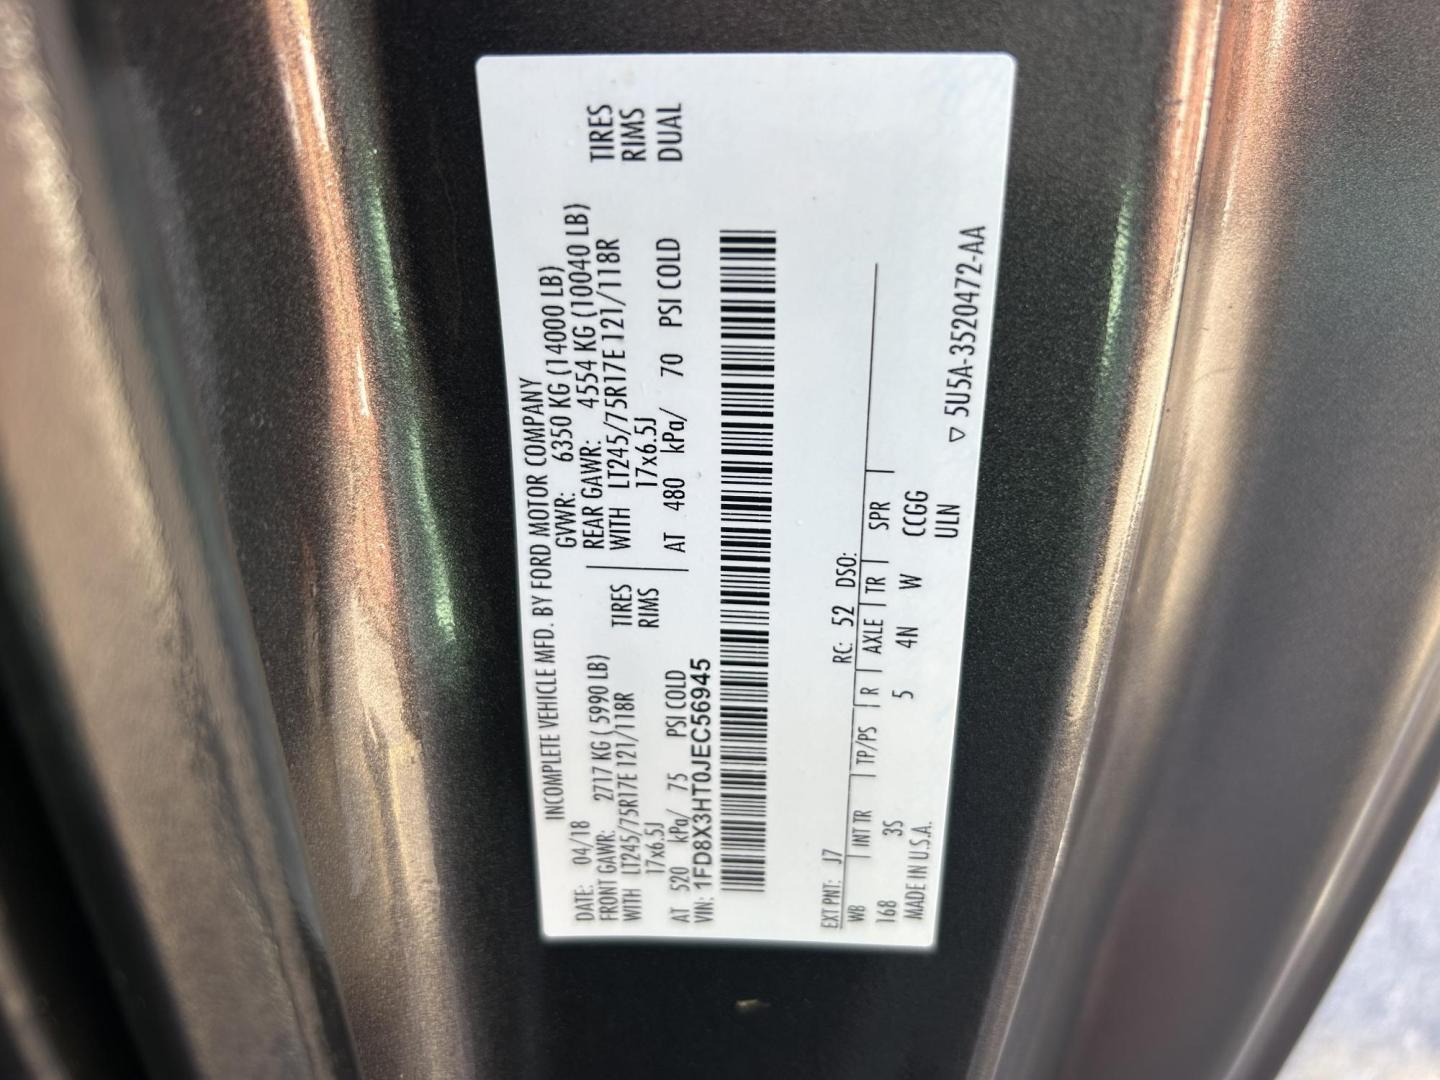 INCOMPLETE VEHICLE MFD. BY FORD MOTOR COMPANY
DATE: 04/18 GVWR: 6350 KG (14000 LB)
FRONT GAWR: 2717 KG (5990 LB) REAR GAWR: 4554 KG (10040 LB)
WITH LT245/75R17E 121/118R TIRES WITH LT245/75R17E 121/118R TIRES
17x6.5J RIMS 17x6.5J RIMS
AT 520 kPa/ 75 PSI COLD AT 480 kPa/ 70 PSI COLD DUAL
VIN: 1FD8X3HT0JEC56945
EXT PNT: J7 RC: 52 DSO:
WB INT TR TP/PS R AXLE TR SPR
168 3S 5 4N W CCGG
MADE IN U.S.A. ULN
▽ 5U5A-3520472-AA